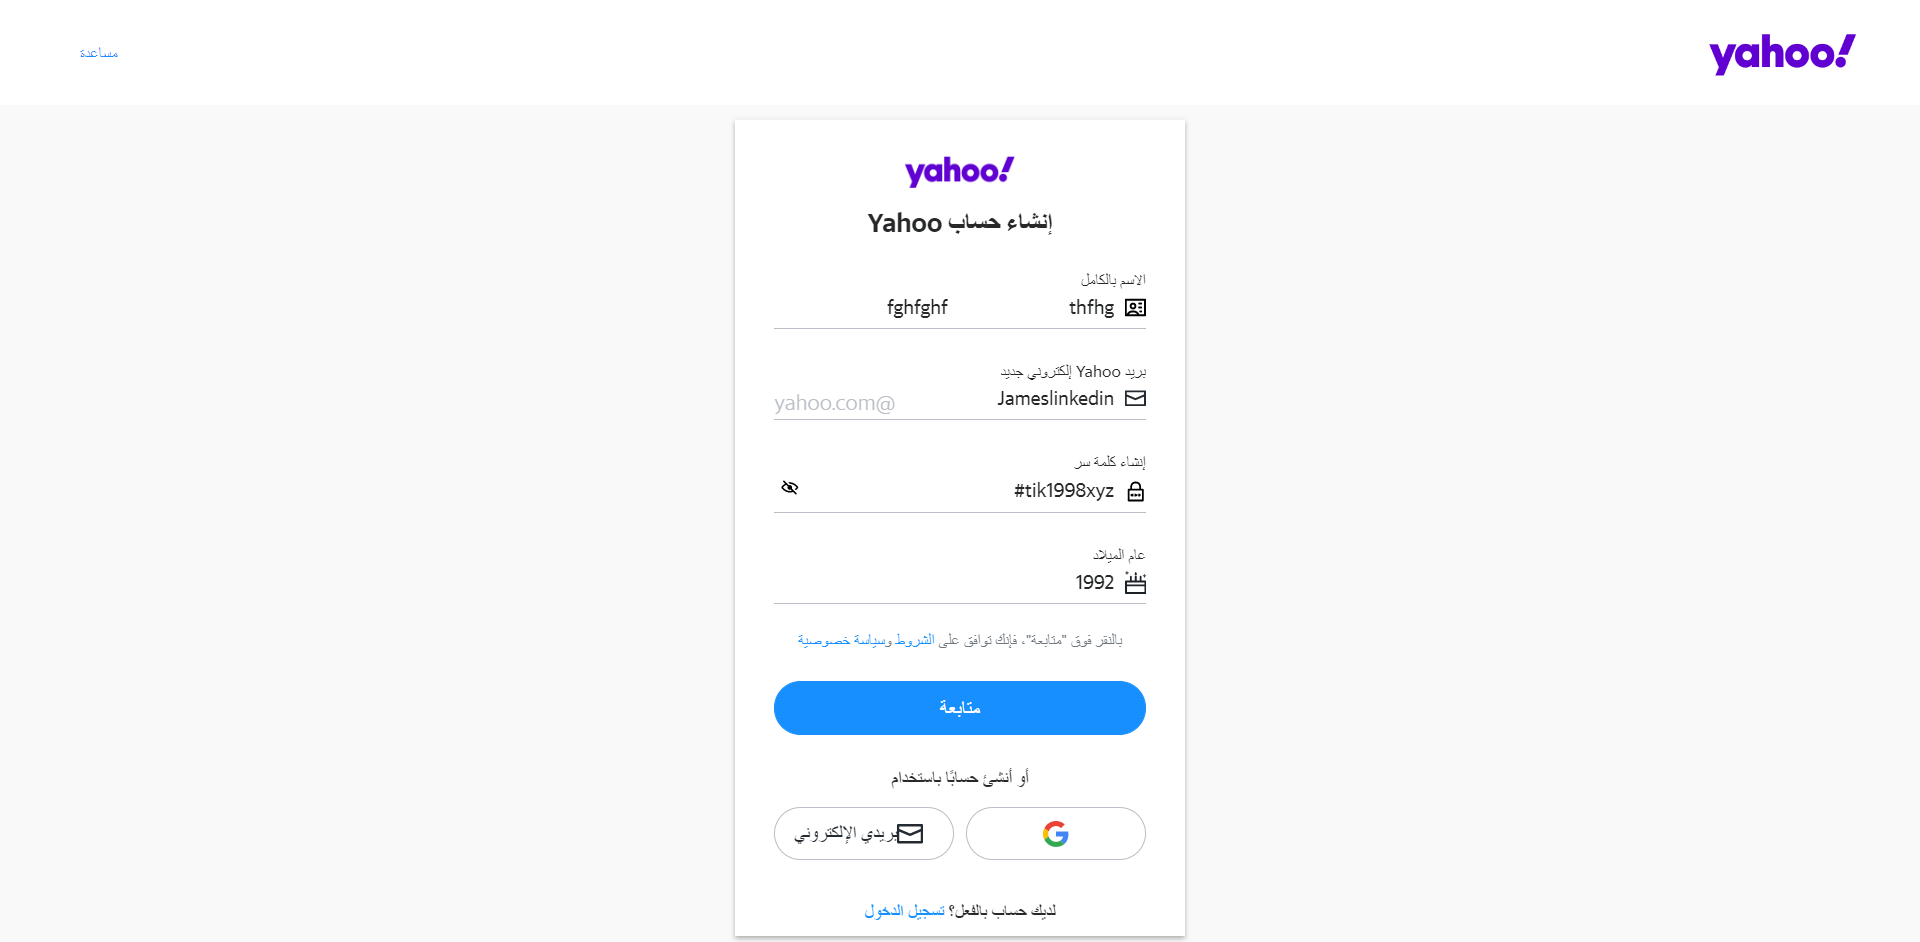 yahoo!
مساعدة
yahoo!
إنشاء حساب Yahoo
الاسم بالكامل
thfhg fghfghf
بريد Yahoo إلكتروني جديد
Jameslinkedin @yahoo.com
إنشاء كلمة سر
#tik1998xyz
عام الميلاد
1992
بالنقر فوق "متابعة"، فإنك توافق على الشروط وسياسة خصوصية
متابعة
أو أنشئ حسابًا باستخدام
بريدي الإلكتروني
لديك حساب بالفعل؟ تسجيل الدخول